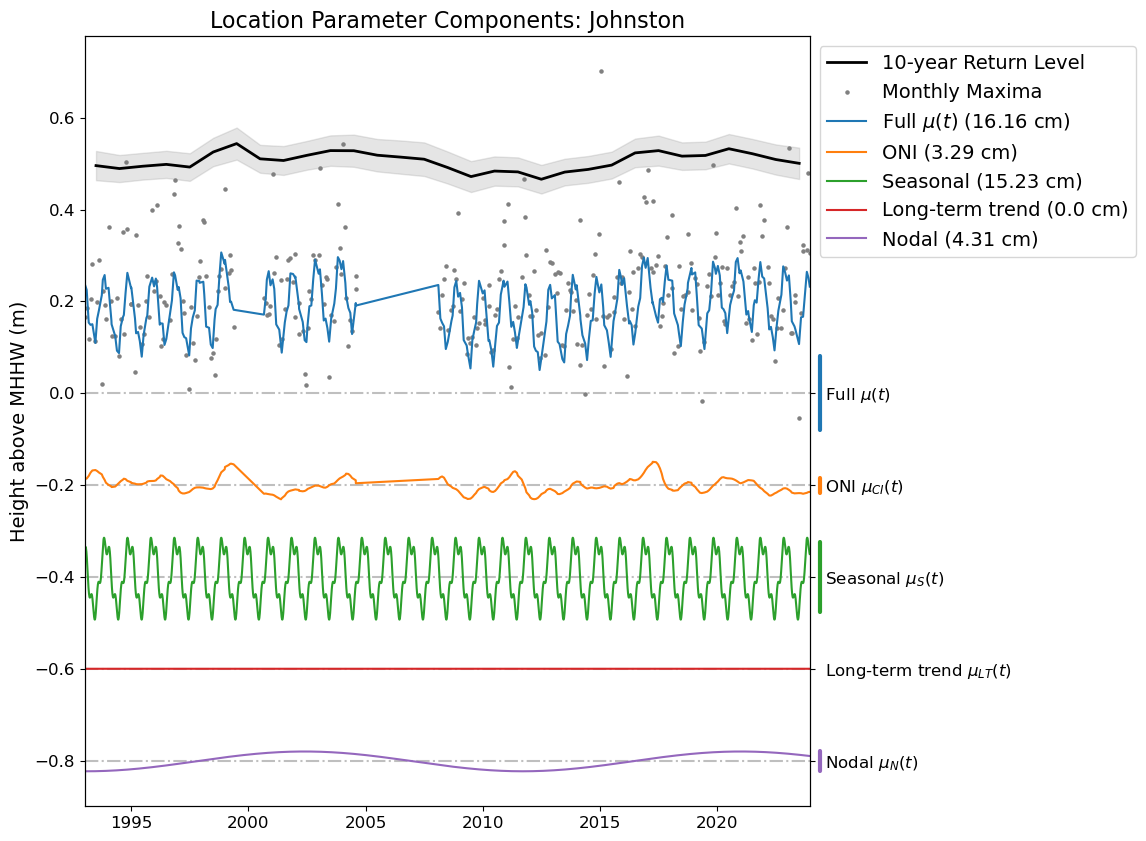 Location Parameter Components: Johnston
Height above MHHW (m)
0.6
0.4
0.2
0.0
−0.2
−0.4
−0.6
−0.8
1995 2000 2005 2010 2015 2020
10-year Return Level
Monthly Maxima
Full μ(t) (16.16 cm)
ONI (3.29 cm)
Seasonal (15.23 cm)
Long-term trend (0.0 cm)
Nodal (4.31 cm)
Full μ(t)
ONI μCI(t)
Seasonal μS(t)
Long-term trend μLT(t)
Nodal μN(t)